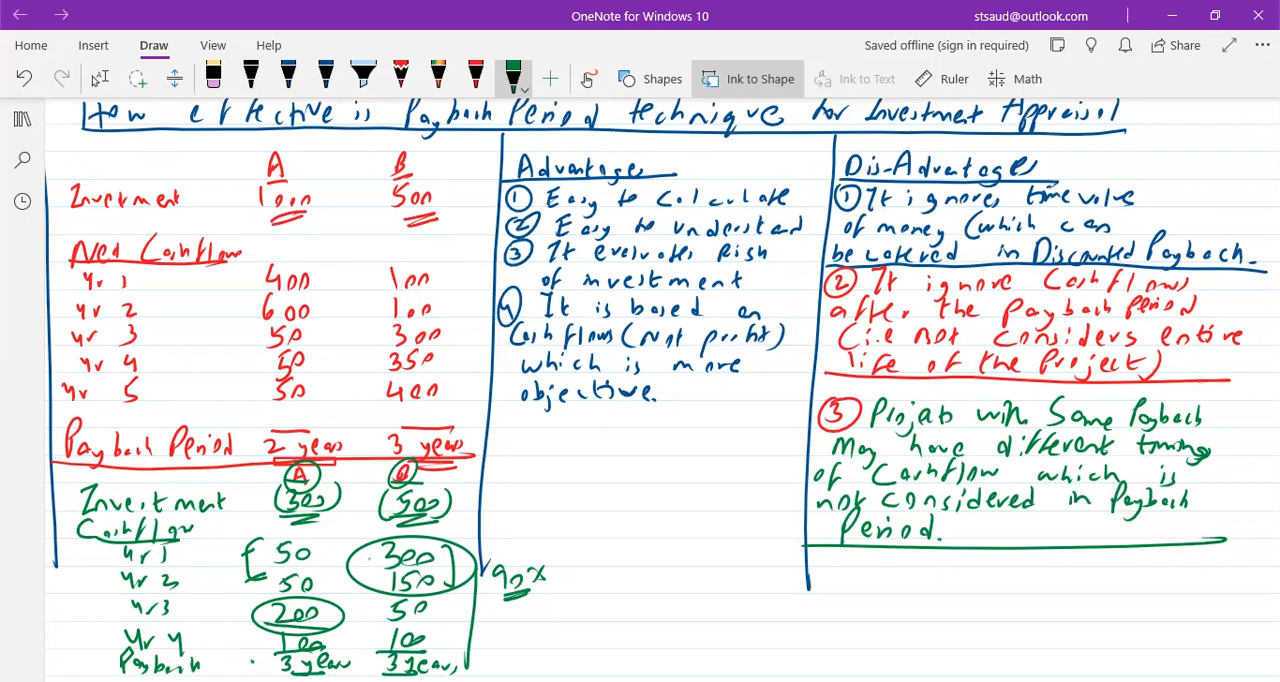 OneNote for Windows 10
stsaud@outlook.com
Home Insert Draw View Help
Saved offline (sign in required)
Share
Shapes
Ink to Shape
Ink to Text
Ruler
Math
How effective is Payback Period technique for Investment Appraisal
A B
Investment 1000 500
Net Cashflow
yr 1 400 100
yr 2 600 100
yr 3 50 300
yr 4 50 350
yr 5 50 400
Payback Period 2 years 3 years
A B
Investment (300) (500)
Cashflow
yr 1 50 300
yr 2 50 150
yr 3 200 50
yr 4 100 100
Payback 3 year 3 years
90%
Advantages
① Easy to Calculate
② Easy to understand
③ It evaluates Risk
of investment
④ It is based on
Cashflows (Not profit)
which is more
objective.
Dis-Advantage
① It ignores time value
of money (which can
be catered in Discounted Payback.
② It ignore Cashflows
after the Payback Period
(i.e not considers entire
life of the Project)
③ Projects with Same Payback
May have different timing
of Cashflow which is
not considered in Payback
Period.